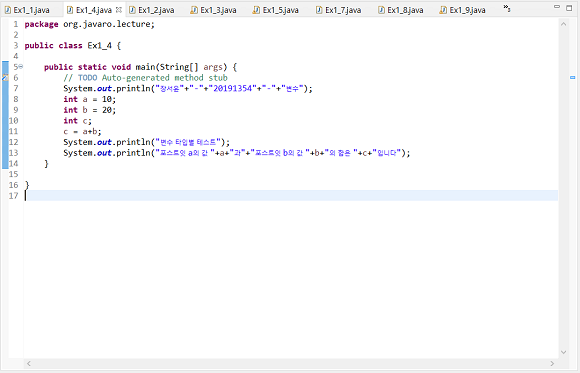 Ex1_1.java Ex1_4.java Ex1_2.java Ex1_3.java Ex1_5.java Ex1_7.java Ex1_8.java Ex1_9.java
1 package org.javaro.lecture;
2
3 public class Ex1_4 {
4
5 public static void main(String[] args) {
6 // TODO Auto-generated method stub
7 System.out.println("장서윤"+"-"+"20191354"+"-"+"변수");
8 int a = 10;
9 int b = 20;
10 int c;
11 c = a+b;
12 System.out.println("변수 타입별 테스트");
13 System.out.println("포스트잇 a의 값 "+a+"과"+"포스트잇 b의 값 "+b+"의 합은 "+c+"입니다");
14 }
15
16 }
17